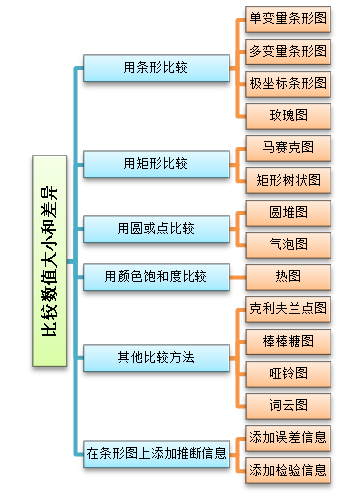 比较数值大小和差异
用条形比较
单变量条形图
多变量条形图
极坐标条形图
玫瑰图
用矩形比较
马赛克图
矩形树状图
用圆或点比较
圆堆图
气泡图
用颜色饱和度比较
热图
其他比较方法
克利夫兰点图
棒棒糖图
哑铃图
词云图
在条形图上添加推断信息
添加误差信息
添加检验信息